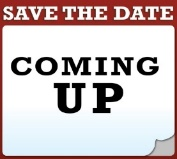 SAVE THE DATE
COMING
UP